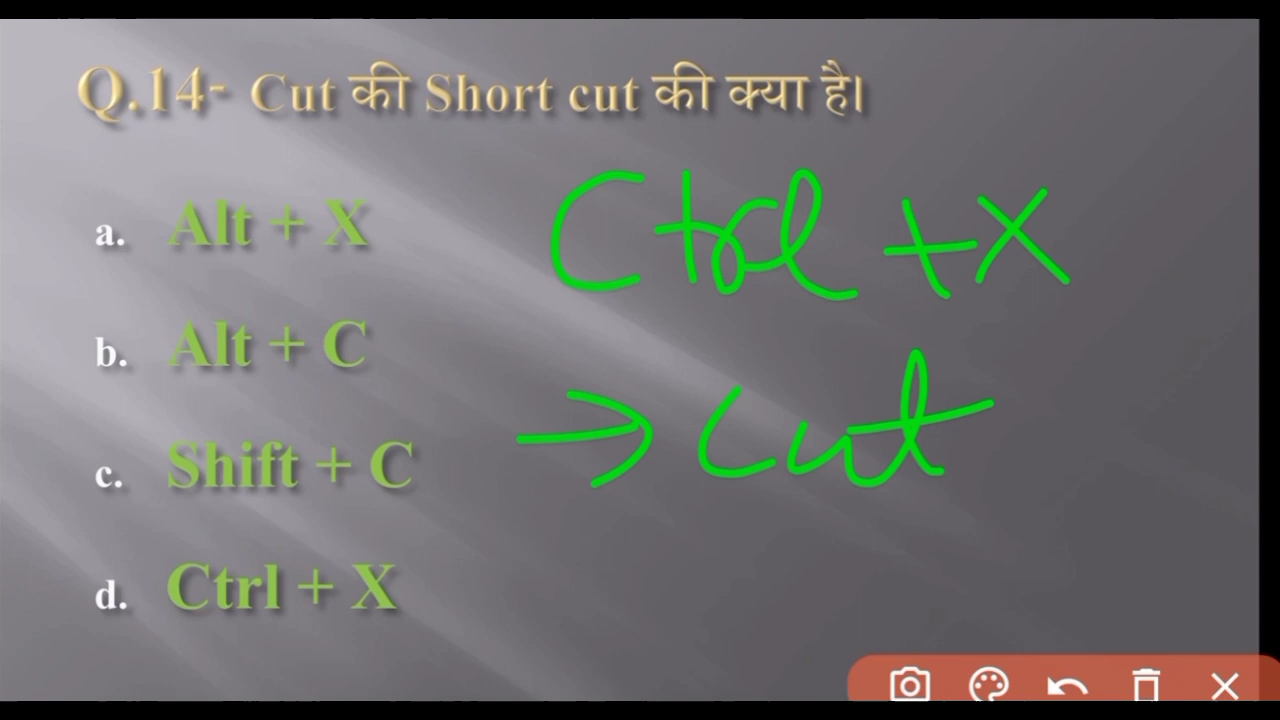 Q.14- Cut की Short cut की क्या है।
a. Alt + X
b. Alt + C
c. Shift + C
d. Ctrl + X
Ctrl + X
→ cut